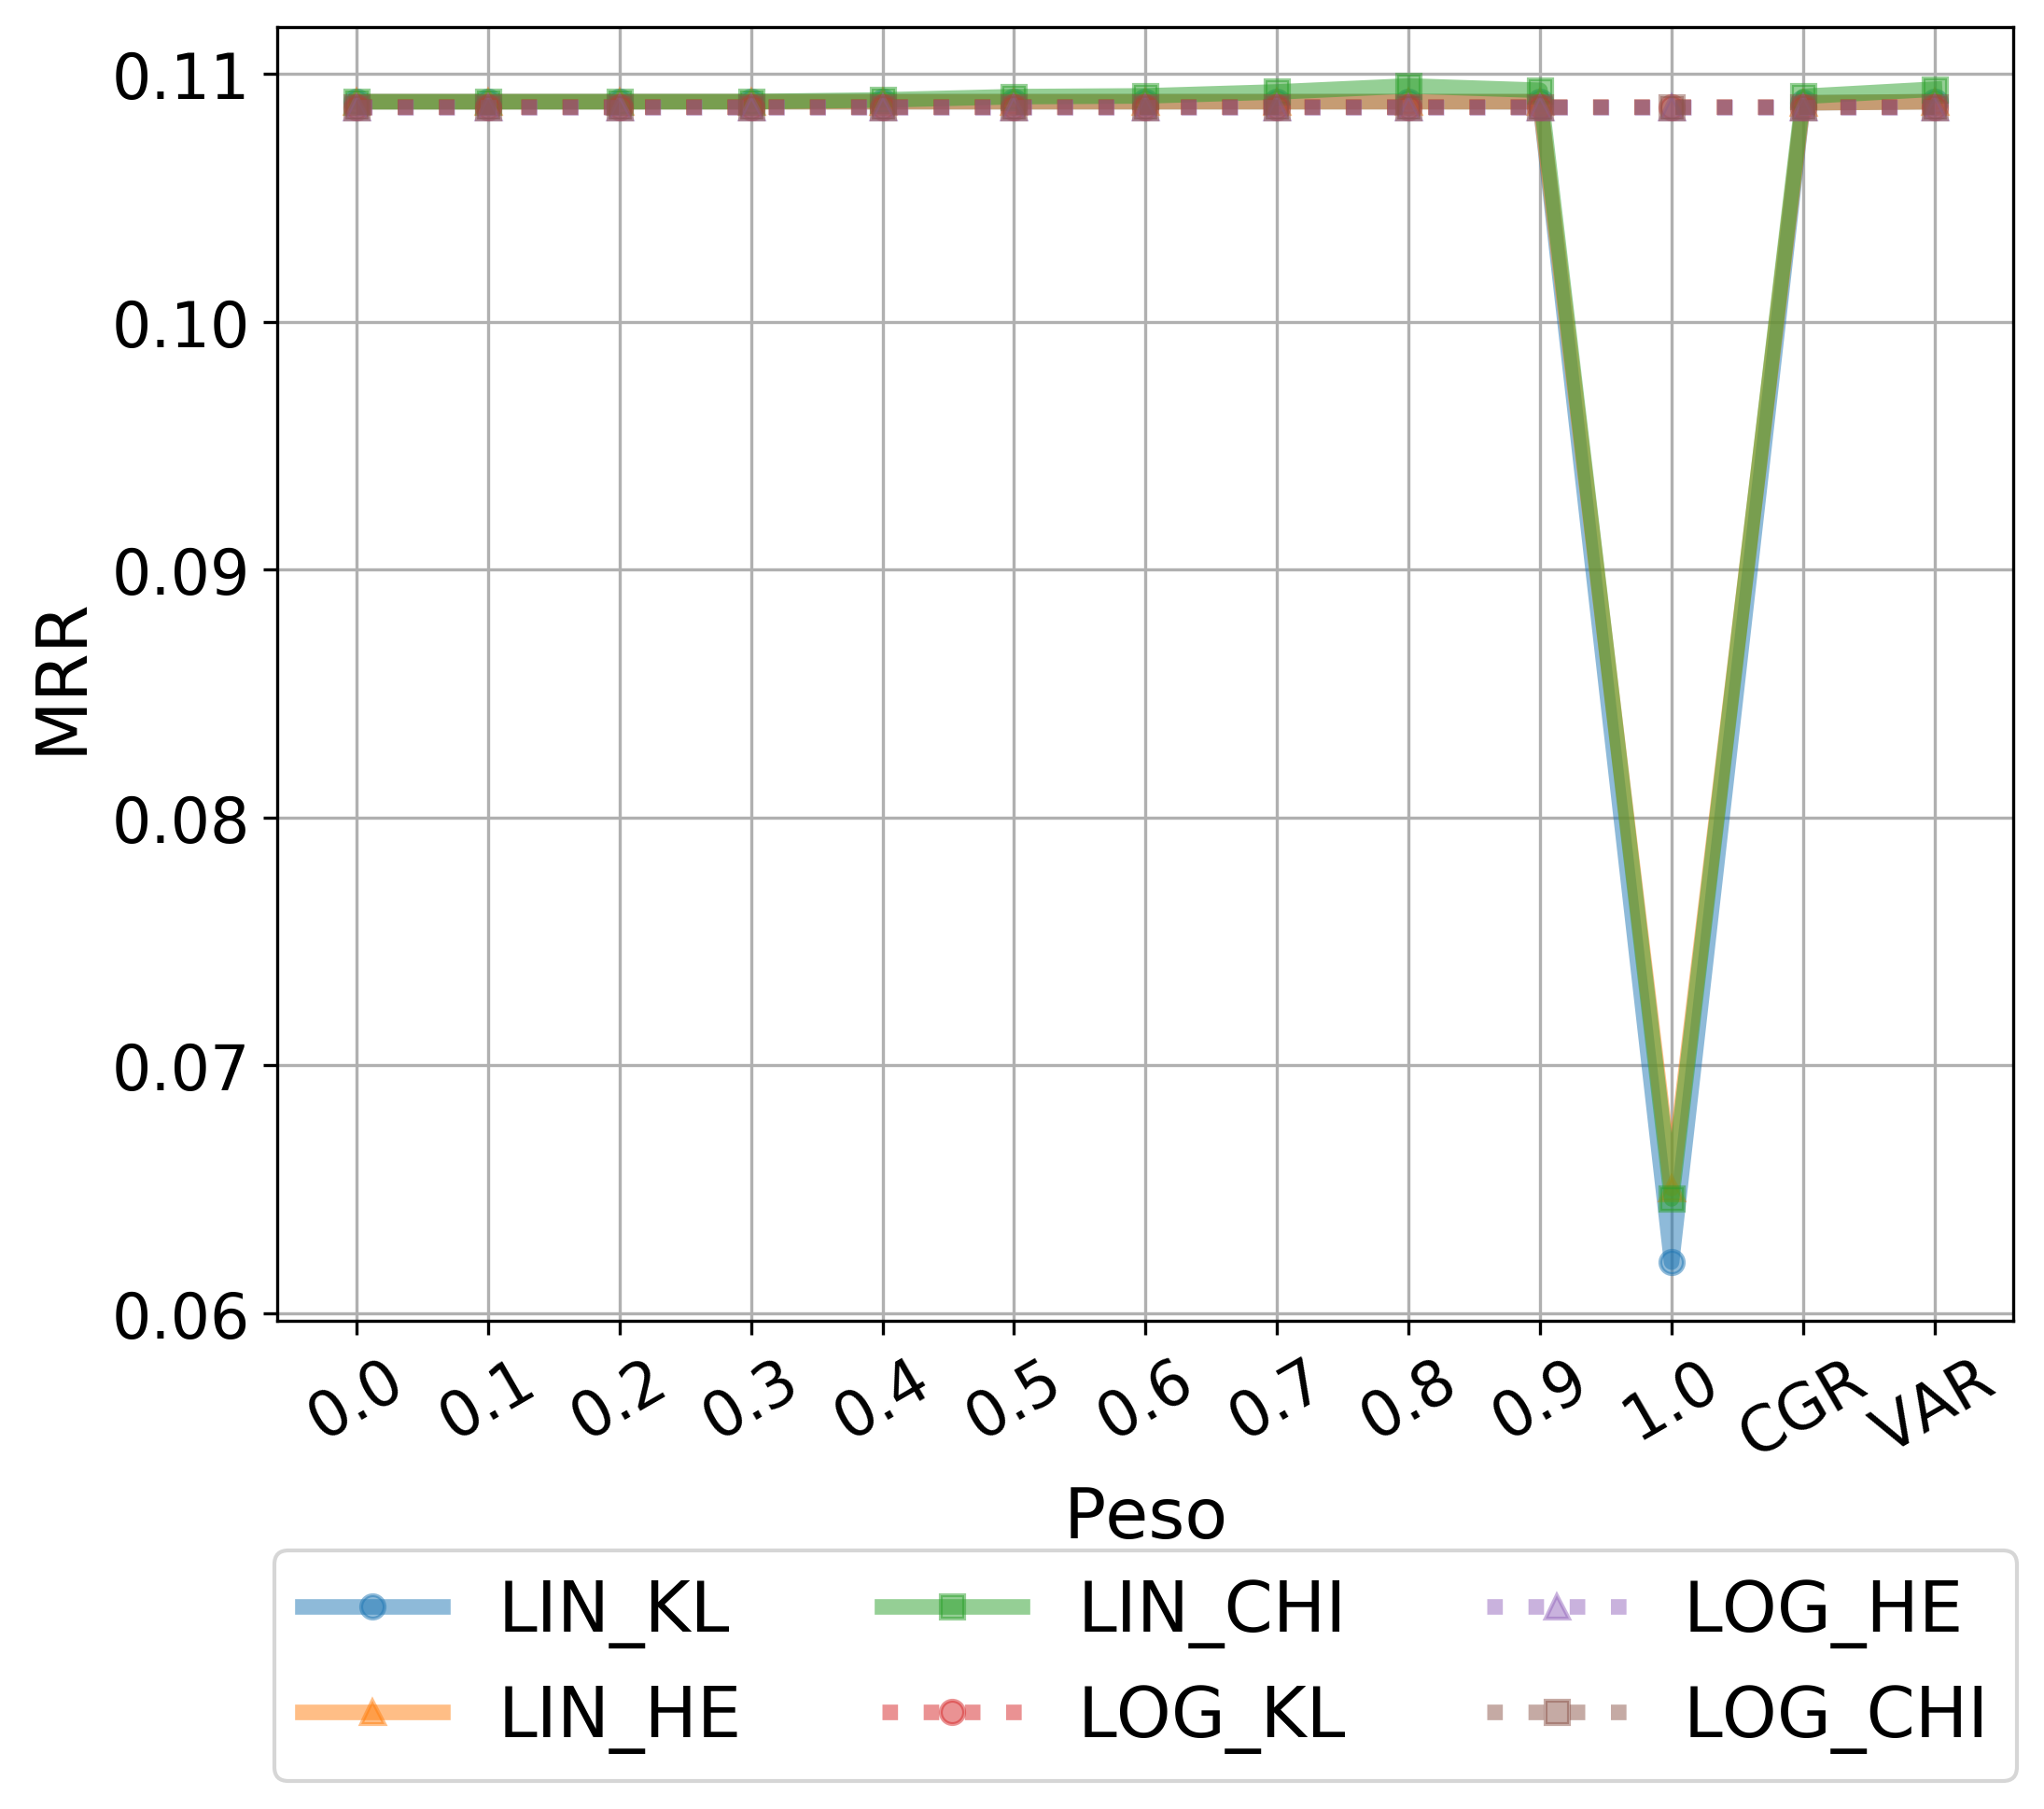 0.11
0.10
0.09
0.08
0.07
0.06
MRR
0.0 0.1 0.2 0.3 0.4 0.5 0.6 0.7 0.8 0.9 1.0 CGR VAR
Peso
LIN_KL LIN_CHI LOG_HE
LIN_HE LOG_KL LOG_CHI